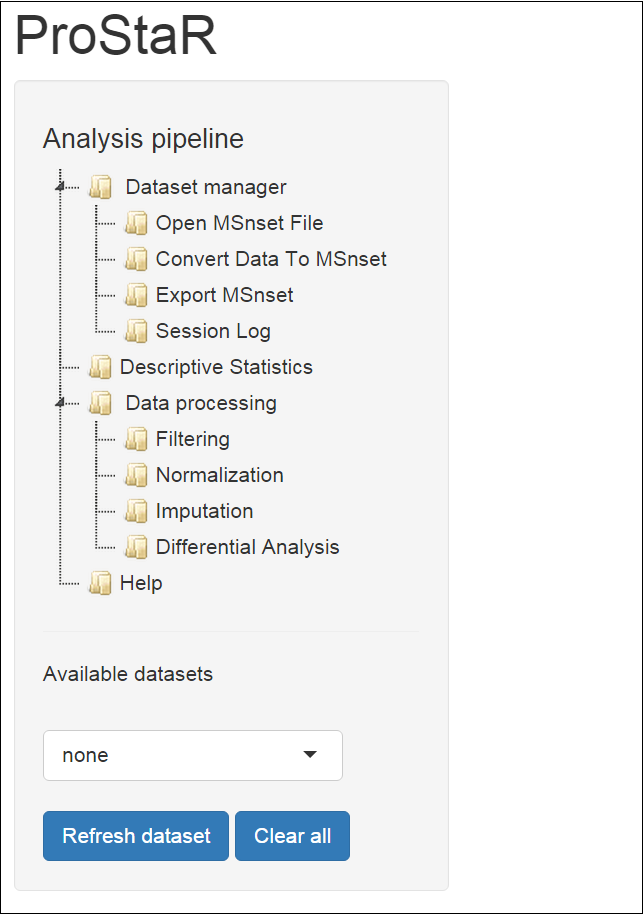 ProStaR
Analysis pipeline
Dataset manager
Open MSnset File
Convert Data To MSnset
Export MSnset
Session Log
Descriptive Statistics
Data processing
Filtering
Normalization
Imputation
Differential Analysis
Help
Available datasets
none
Refresh dataset Clear all